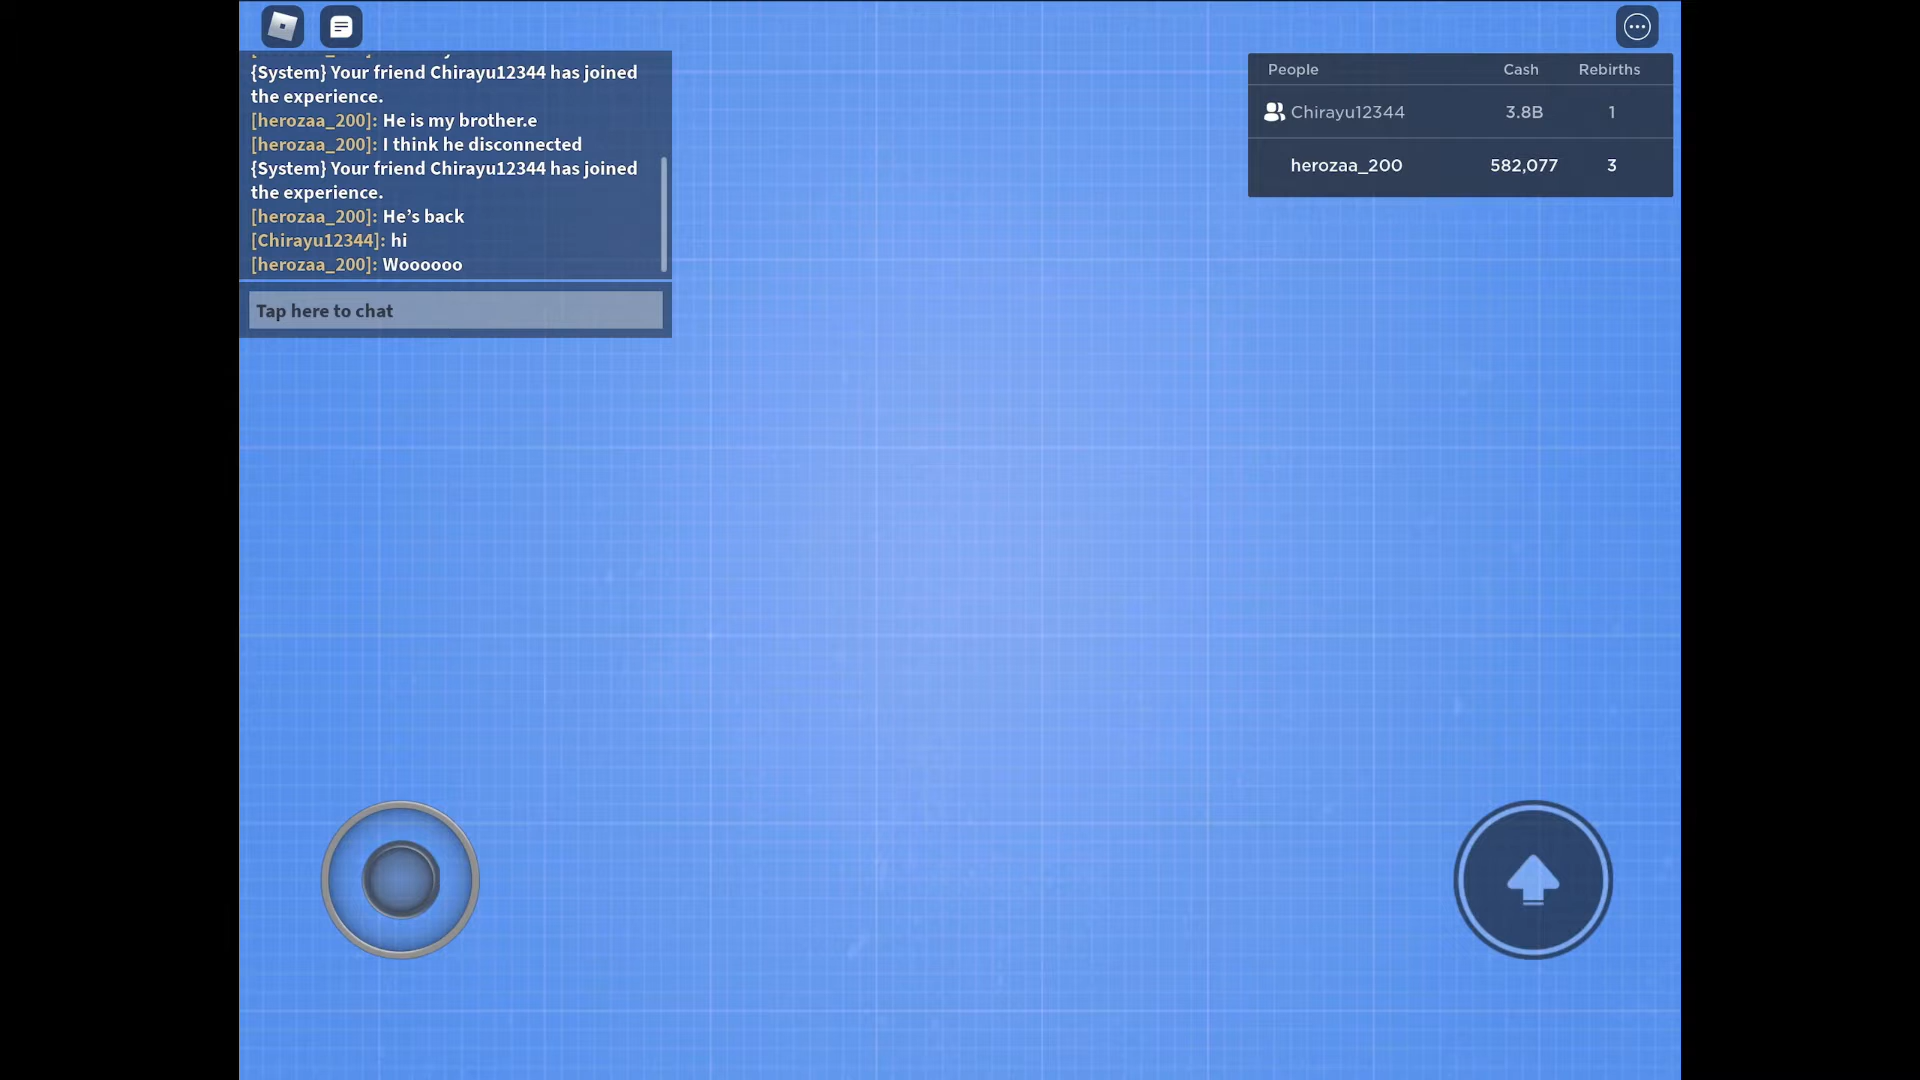 {System} Your friend Chirayu12344 has joined
the experience.
[herozaa_200]: He is my brother.e
[herozaa_200]: I think he disconnected
{System} Your friend Chirayu12344 has joined
the experience.
[herozaa_200]: He's back
[Chirayu12344]: hi
[herozaa_200]: Woooooo
Tap here to chat
People Cash Rebirths
Chirayu12344 3.8B 1
herozaa_200 582,077 3